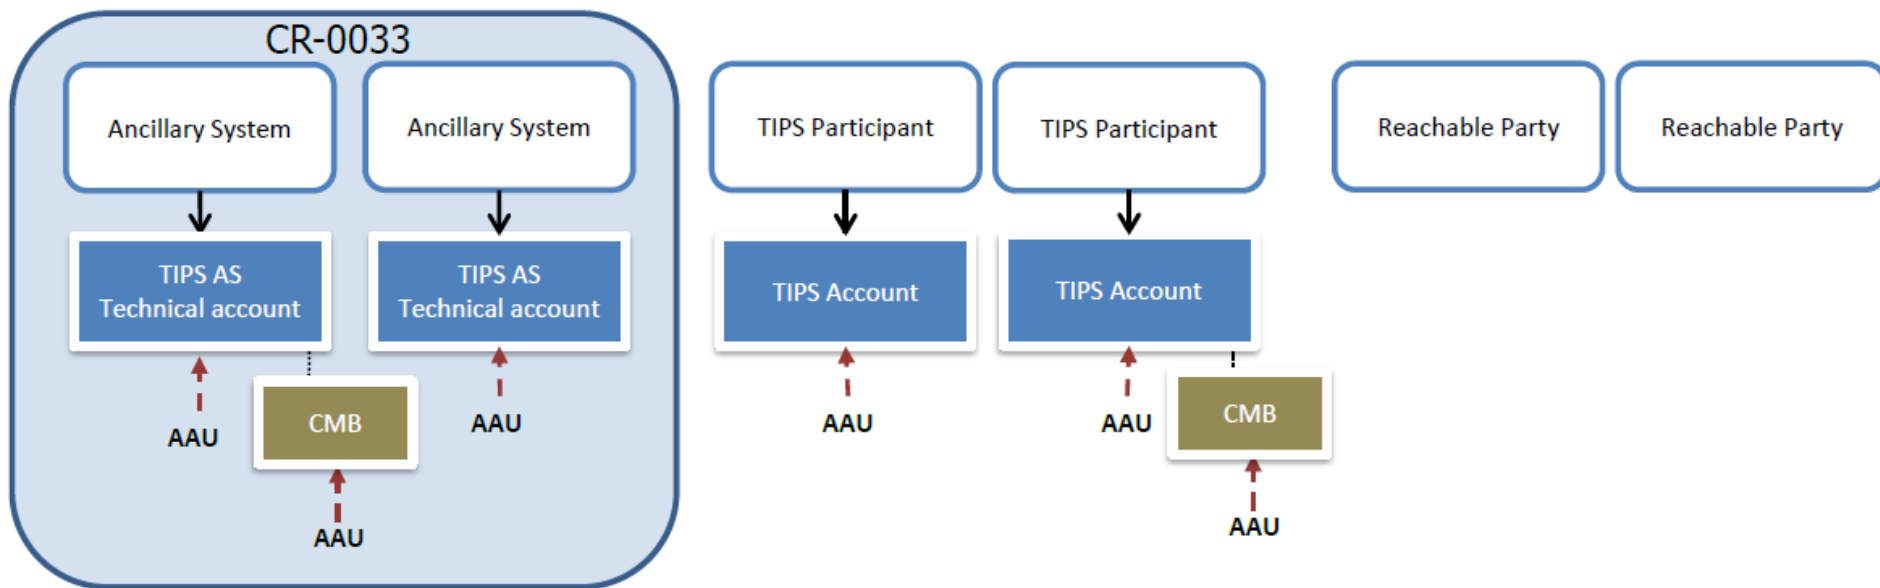 CR-0033
Ancillary System
Ancillary System
TIPS Participant
TIPS Participant
Reachable Party
Reachable Party
TIPS AS
Technical account
TIPS AS
Technical account
TIPS Account
TIPS Account
AAU
CMB
AAU
AAU
AAU
CMB
AAU
AAU